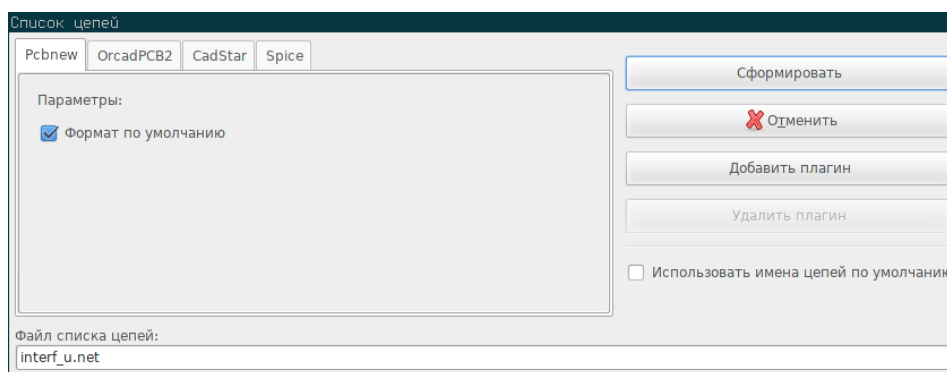 Список цепей
Pcbnew OrcadPCB2 CadStar Spice
Параметры:
Формат по умолчанию
Сформировать
Отменить
Добавить плагин
Удалить плагин
Использовать имена цепей по умолчанию
Файл списка цепей:
interf_u.net